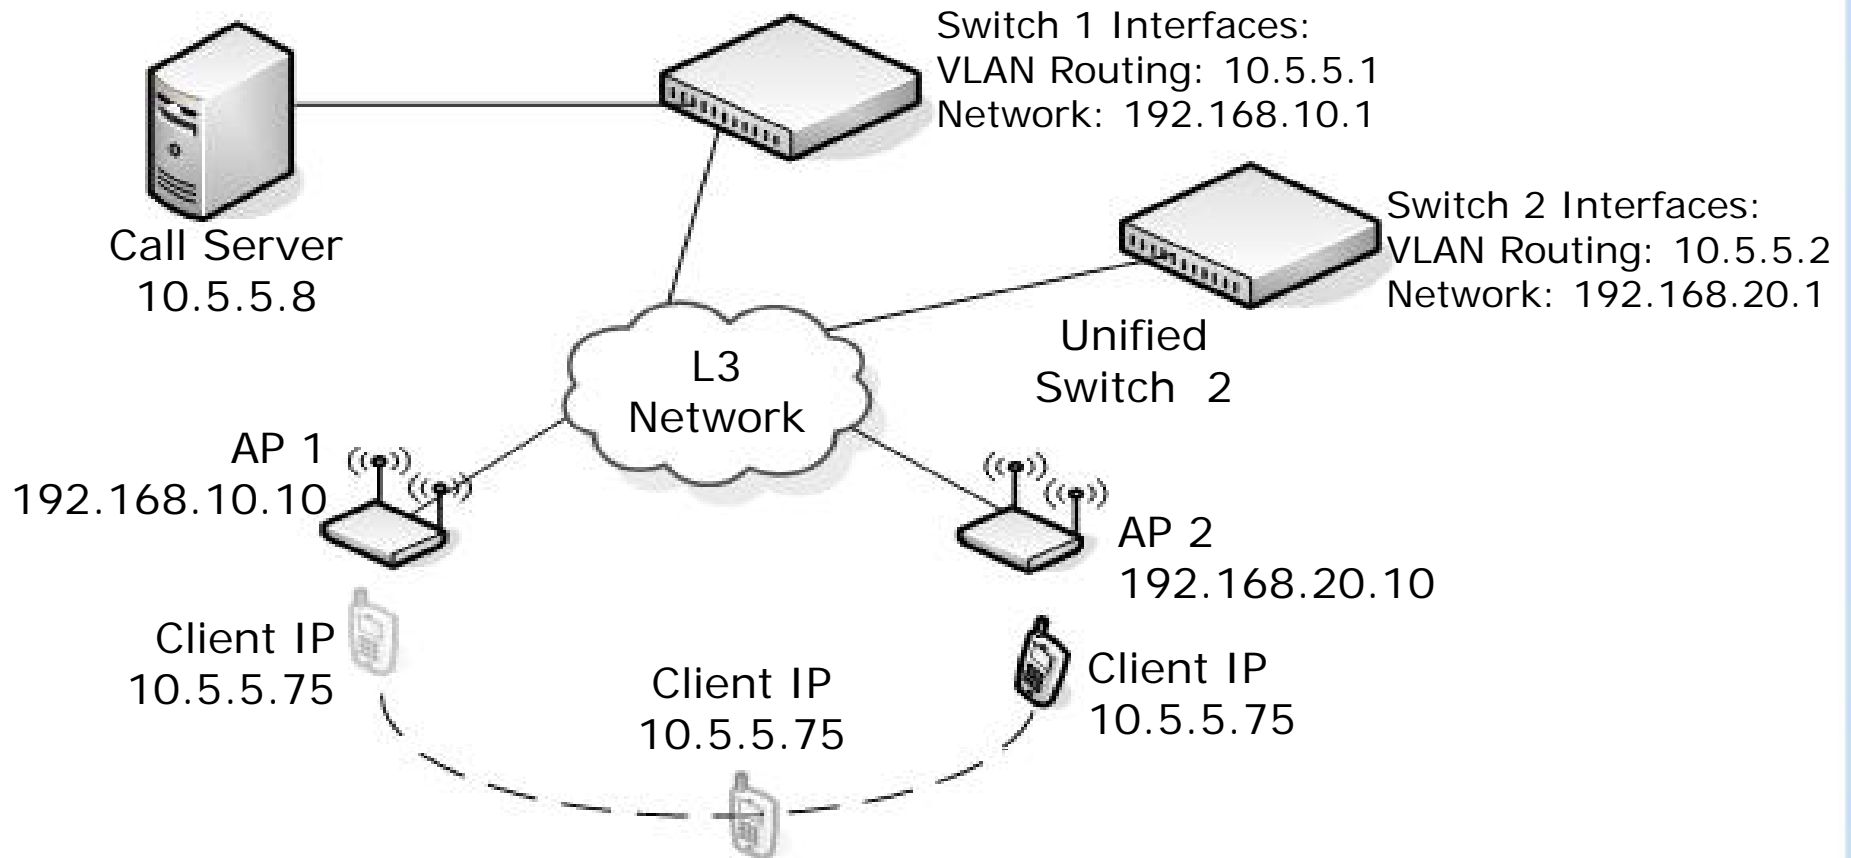 Switch 1 Interfaces:
VLAN Routing: 10.5.5.1
Network: 192.168.10.1
Switch 2 Interfaces:
VLAN Routing: 10.5.5.2
Network: 192.168.20.1
Call Server
10.5.5.8
Unified
Switch 2
L3
Network
AP 1
192.168.10.10
AP 2
192.168.20.10
Client IP
10.5.5.75
Client IP
10.5.5.75
Client IP
10.5.5.75